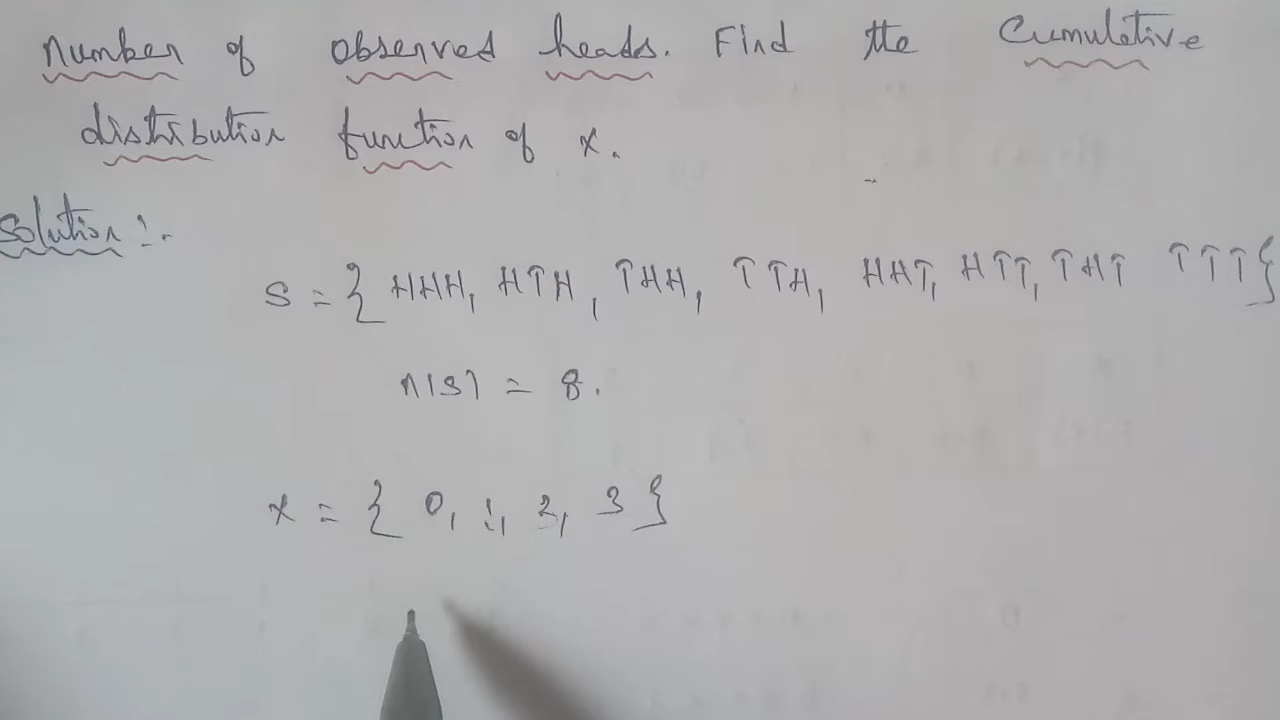 number of observed heads. Find the Cumulative
distribution function of x.
Solution :-
S = { HHH, HTH, THH, TTH, HHT, HTT, THT TTT }
n(S) = 8.
x = { 0, 1, 2, 3 }